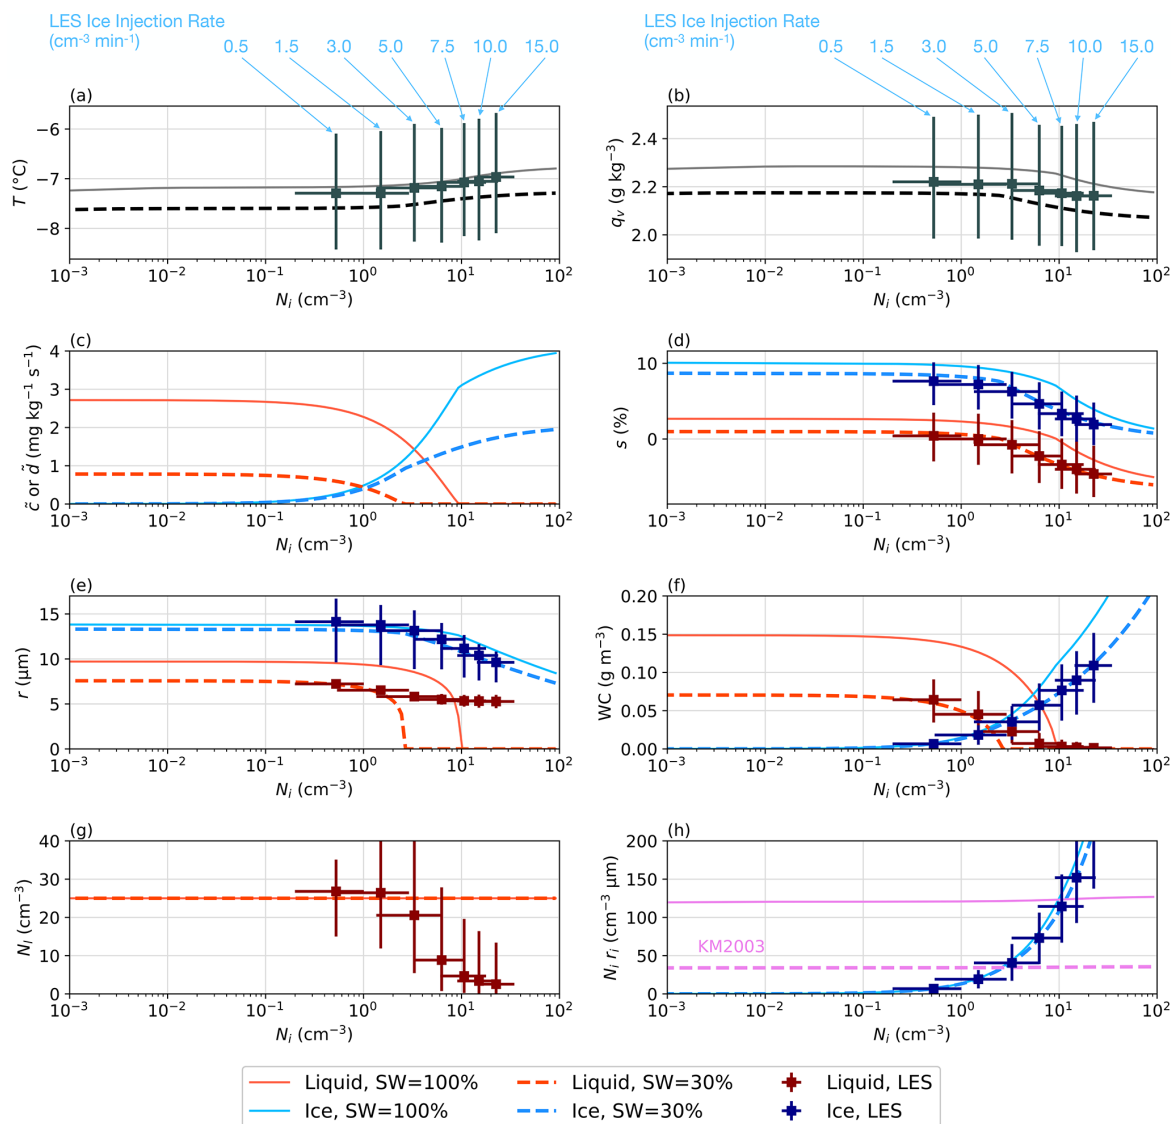 LES Ice Injection Rate
(cm⁻³ min⁻¹)
0.5 1.5 3.0 5.0 7.5 10.0 15.0
LES Ice Injection Rate
(cm⁻³ min⁻¹)
0.5 1.5 3.0 5.0 7.5 10.0 15.0
(a)
T (°C)
−6
−7
−8
10⁻³ 10⁻² 10⁻¹ 10⁰ 10¹ 10²
Nᵢ (cm⁻³)
(b)
qᵥ (g kg⁻³)
2.4
2.2
2.0
10⁻³ 10⁻² 10⁻¹ 10⁰ 10¹ 10²
Nᵢ (cm⁻³)
(c)
c̃ or d̃ (mg kg⁻¹ s⁻¹)
4
3
2
1
0
10⁻³ 10⁻² 10⁻¹ 10⁰ 10¹ 10²
Nᵢ (cm⁻³)
(d)
s (%)
10
0
10⁻³ 10⁻² 10⁻¹ 10⁰ 10¹ 10²
Nᵢ (cm⁻³)
(e)
r (μm)
15
10
5
0
10⁻³ 10⁻² 10⁻¹ 10⁰ 10¹ 10²
Nᵢ (cm⁻³)
(f)
WC (g m⁻³)
0.20
0.15
0.10
0.05
0.00
10⁻³ 10⁻² 10⁻¹ 10⁰ 10¹ 10²
Nᵢ (cm⁻³)
(g)
Nₗ (cm⁻³)
40
30
20
10
0
10⁻³ 10⁻² 10⁻¹ 10⁰ 10¹ 10²
Nᵢ (cm⁻³)
(h)
Nᵢ rᵢ (cm⁻³ μm)
200
150
100
50
0
KM2003
10⁻³ 10⁻² 10⁻¹ 10⁰ 10¹ 10²
Nᵢ (cm⁻³)
Liquid, SW=100% Liquid, SW=30% Liquid, LES
Ice, SW=100% Ice, SW=30% Ice, LES